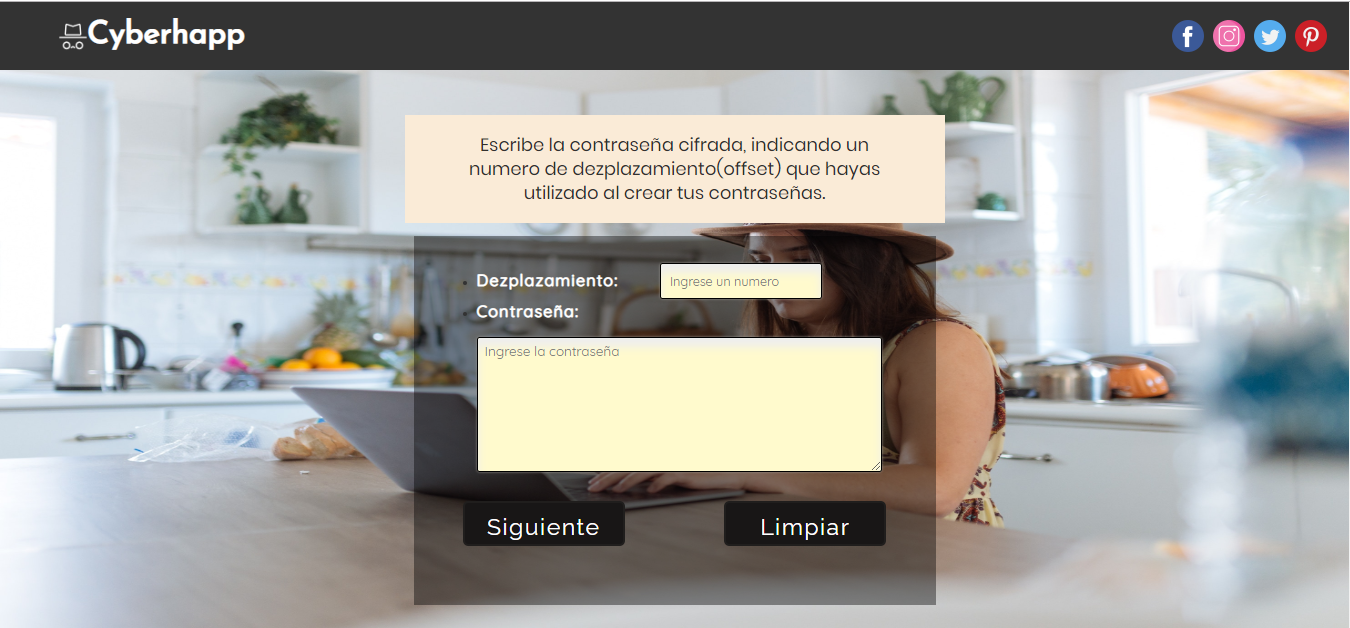 Cyberhapp
Escribe la contraseña cifrada, indicando un
numero de dezplazamiento(offset) que hayas
utilizado al crear tus contraseñas.
Dezplazamiento:
Ingrese un numero
Contraseña:
Ingrese la contraseña
Siguiente
Limpiar